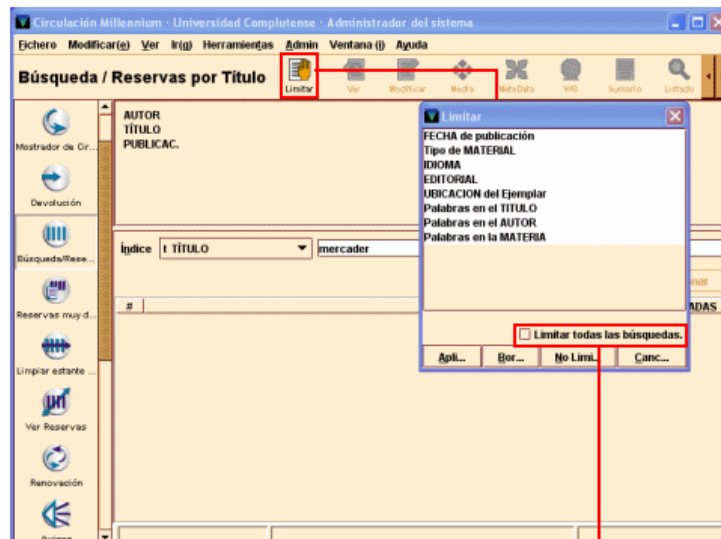 Circulación Millennium · Universidad Complutense · Administrador del sistema
Fichero Modificar(e) Ver Ir(g) Herramientas Admin Ventana (j) Ayuda
Búsqueda / Reservas por Título
Limitar Ver Modificar Media MetaData WB Sumario Listado
Mostrador de Cir...
Devolución
Búsqueda/Rese...
Reservas muy d...
Limpiar estante ...
Ver Reservas
Renovación
AUTOR
TÍTULO
PUBLICAC.
Índice t TÍTULO mercader
#
Limitar
FECHA de publicación
Tipo de MATERIAL
IDIOMA
EDITORIAL
UBICACION del Ejemplar
Palabras en el TITULO
Palabras en el AUTOR
Palabras en la MATERIA
Limitar todas las búsquedas.
Apli... Bor... No Limi... Canc...